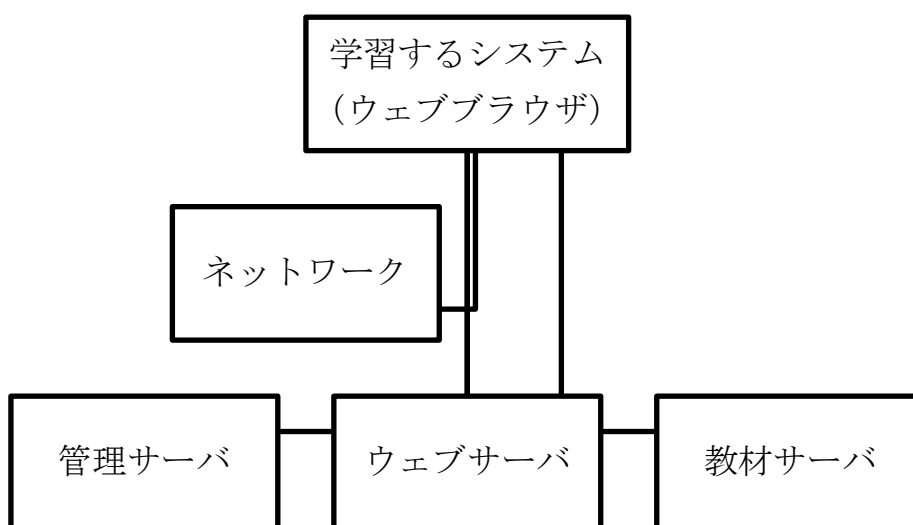 学習するシステム
（ウェブブラウザ）
ネットワーク
管理サーバ
ウェブサーバ
教材サーバ